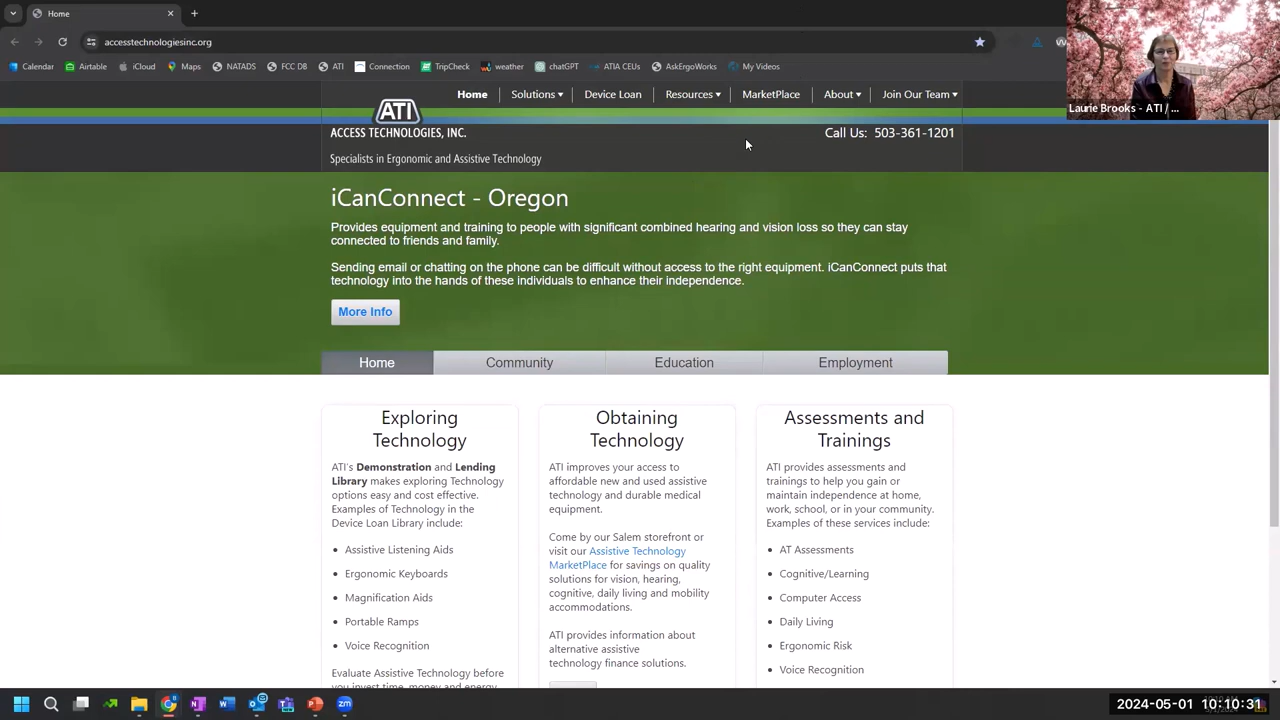 Home
accesstechnologiesinc.org
Calendar
Airtable
iCloud
Maps
NATADS
FCC DB
ATI
Connection
TripCheck
weather
chatGPT
ATIA CEUs
AskErgoWorks
My Videos
Laurie Brooks - ATI / ...
Home
Solutions
Device Loan
Resources
MarketPlace
About
Join Our Team
ATI
ACCESS TECHNOLOGIES, INC.
Call Us: 503-361-1201
Specialists in Ergonomic and Assistive Technology
iCanConnect - Oregon
Provides equipment and training to people with significant combined hearing and vision loss so they can stay
connected to friends and family.
Sending email or chatting on the phone can be difficult without access to the right equipment. iCanConnect puts that
technology into the hands of these individuals to enhance their independence.
More Info
Home
Community
Education
Employment
Exploring
Technology
ATI's Demonstration and Lending
Library makes exploring Technology
options easy and cost effective.
Examples of Technology in the
Device Loan Library include:
• Assistive Listening Aids
• Ergonomic Keyboards
• Magnification Aids
• Portable Ramps
• Voice Recognition
Evaluate Assistive Technology before
you invest time, money and energy
Obtaining
Technology
ATI improves your access to
affordable new and used assistive
technology and durable medical
equipment.
Come by our Salem storefront or
visit our Assistive Technology
MarketPlace for savings on quality
solutions for vision, hearing,
cognitive, daily living and mobility
accommodations.
ATI provides information about
alternative assistive
technology finance solutions.
Assessments and
Trainings
ATI provides assessments and
trainings to help you gain or
maintain independence at home,
work, school, or in your community.
Examples of these services include:
• AT Assessments
• Cognitive/Learning
• Computer Access
• Daily Living
• Ergonomic Risk
• Voice Recognition
2024-05-01 10:10:31